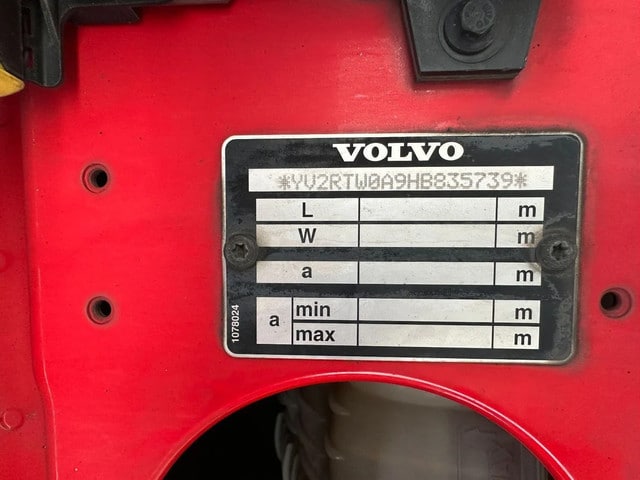 VOLVO
*YV2RTW0A9HB835739*
L m
W m
a m
a min m
max m
1078024